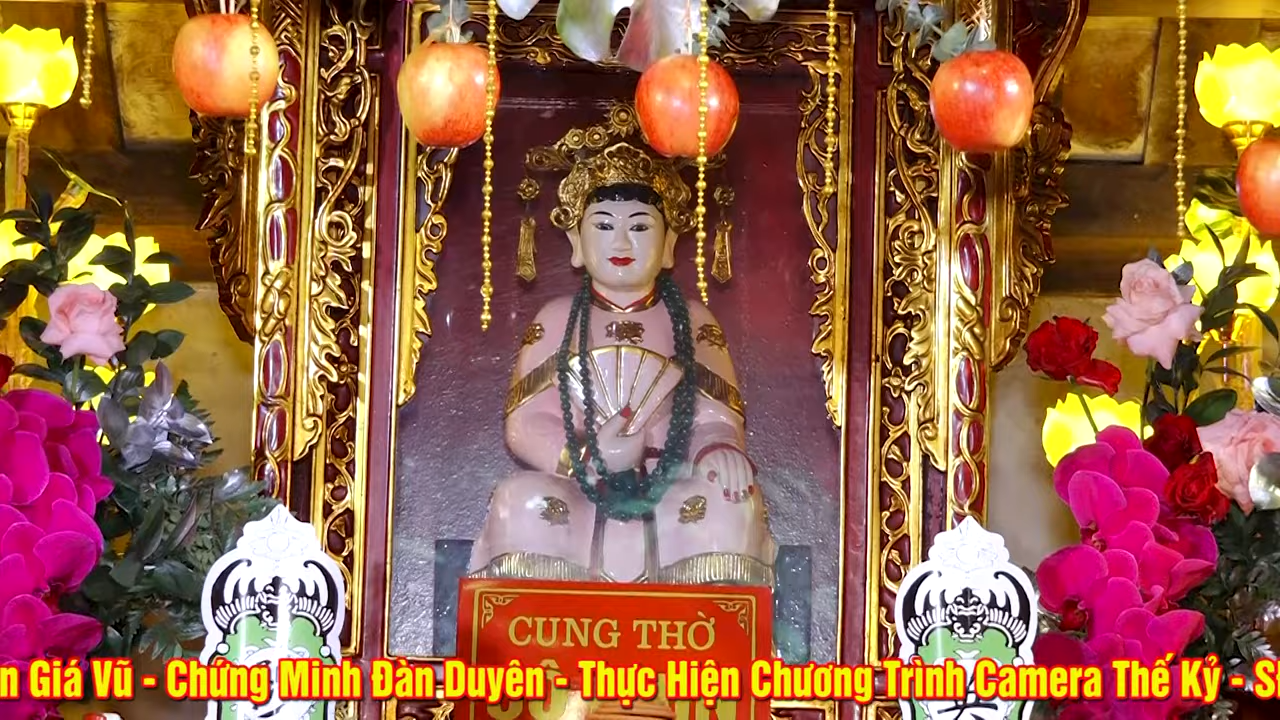 CUNG THỜ
n Giá Vũ - Chứng Minh Đàn Duyên - Thực Hiện Chương Trình Camera Thế Kỷ - S